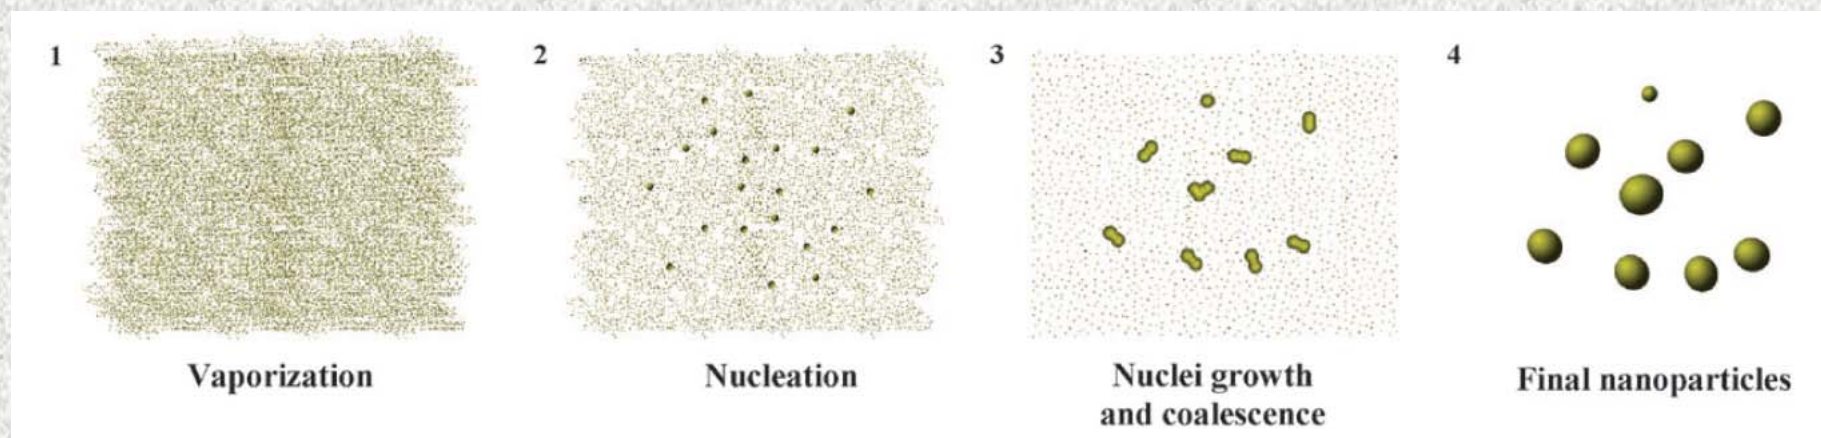 1
2
3
4
Vaporization
Nucleation
Nuclei growth
and coalescence
Final nanoparticles